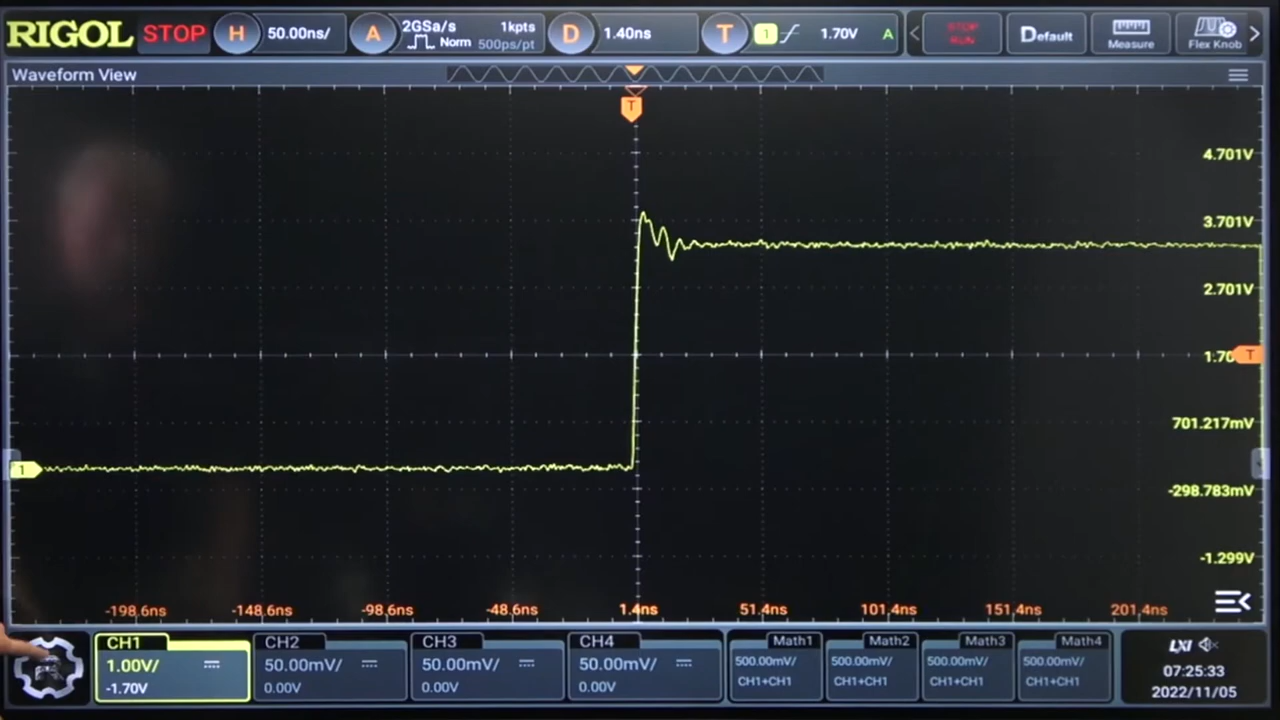 RIGOL STOP H 50.00ns/ A 2GSa/s 1kpts D 1.40ns T 1 1.70V A STOP Default Measure Flex Knob
Norm 500ps/pt RUN
Waveform View
T
4.701V
3.701V
2.701V
1.70 T
701.217mV
1
-298.783mV
-1.299V
-198.6ns -148.6ns -98.6ns -48.6ns 1.4ns 51.4ns 101.4ns 151.4ns 201.4ns
CH1 CH2 CH3 CH4 Math1 Math2 Math3 Math4 LXI
1.00V/ 50.00mV/ 50.00mV/ 50.00mV/ 500.00mV/ 500.00mV/ 500.00mV/ 500.00mV/ 07:25:33
-1.70V 0.00V 0.00V 0.00V CH1+CH1 CH1+CH1 CH1+CH1 CH1+CH1 2022/11/05